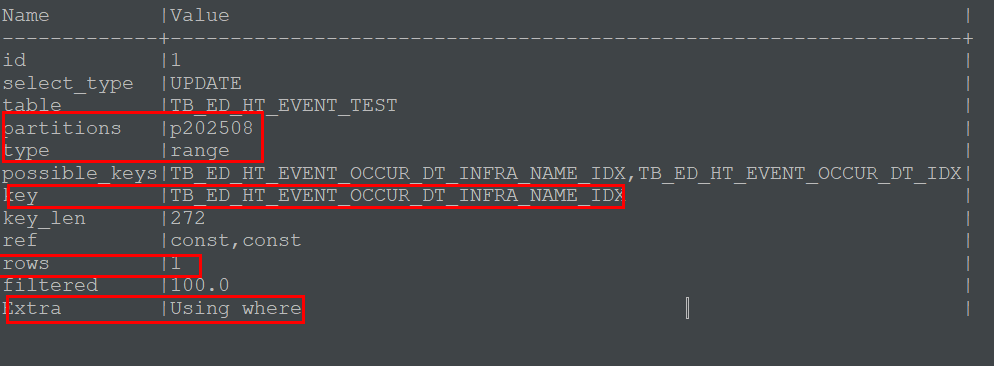 Name |Value |
-------------+-------------------------------------------------------------------+
id |1 |
select_type |UPDATE |
table |TB_ED_HT_EVENT_TEST |
partitions |p202508 |
type |range |
possible_keys|TB_ED_HT_EVENT_OCCUR_DT_INFRA_NAME_IDX,TB_ED_HT_EVENT_OCCUR_DT_IDX|
key |TB_ED_HT_EVENT_OCCUR_DT_INFRA_NAME_IDX |
key_len |272 |
ref |const,const |
rows |1 |
filtered |100.0 |
Extra |Using where |